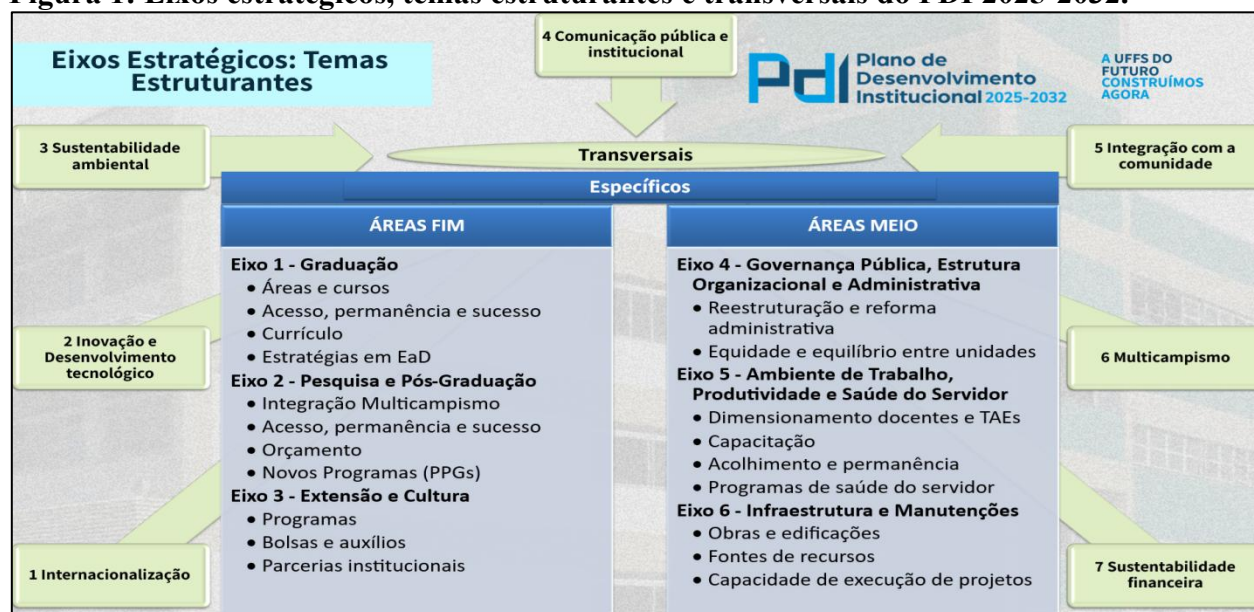 Figura 1: Eixos estratégicos, temas estruturantes e transversais do PDI 2025-2032.
Eixos Estratégicos: Temas
Estruturantes
4 Comunicação pública e
institucional
Pdi
Plano de
Desenvolvimento
Institucional 2025-2032
A UFFS DO
FUTURO
CONSTRUÍMOS
AGORA
3 Sustentabilidade
ambiental
Transversais
5 Integração com a
comunidade
Específicos
ÁREAS FIM
Eixo 1 - Graduação
• Áreas e cursos
• Acesso, permanência e sucesso
• Currículo
• Estratégias em EaD
Eixo 2 - Pesquisa e Pós-Graduação
• Integração Multicampismo
• Acesso, permanência e sucesso
• Orçamento
• Novos Programas (PPGs)
Eixo 3 - Extensão e Cultura
• Programas
• Bolsas e auxílios
• Parcerias institucionais
ÁREAS MEIO
Eixo 4 - Governança Pública, Estrutura
Organizacional e Administrativa
• Reestruturação e reforma
administrativa
• Equidade e equilíbrio entre unidades
Eixo 5 - Ambiente de Trabalho,
Produtividade e Saúde do Servidor
• Dimensionamento docentes e TAEs
• Capacitação
• Acolhimento e permanência
• Programas de saúde do servidor
Eixo 6 - Infraestrutura e Manutenções
• Obras e edificações
• Fontes de recursos
• Capacidade de execução de projetos
2 Inovação e
Desenvolvimento
tecnológico
6 Multicampismo
1 Internacionalização
7 Sustentabilidade
financeira